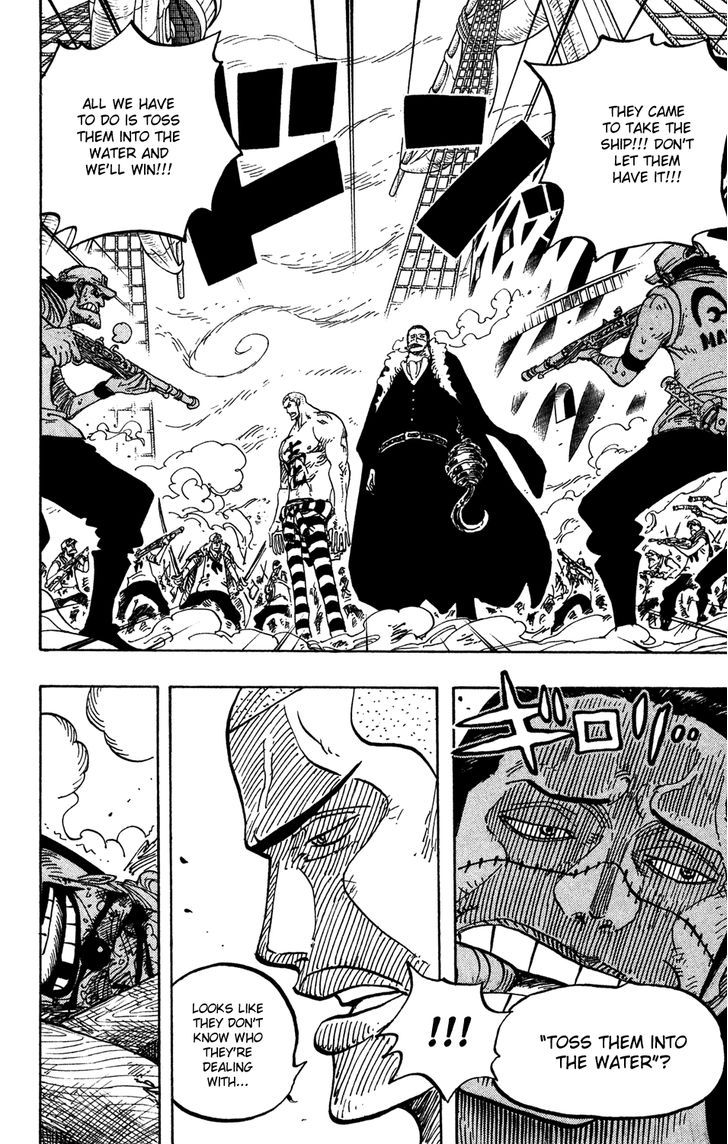 THEY CAME
TO TAKE THE
SHIP!!! DON'T
LET THEM
HAVE IT!!!
ALL WE HAVE
TO DO IS TOSS
THEM INTO THE
WATER AND
WE'LL WIN!!!
ギロッ
"TOSS THEM INTO
THE WATER"?
!!!
LOOKS LIKE
THEY DON'T
KNOW WHO
THEY'RE
DEALING
WITH...